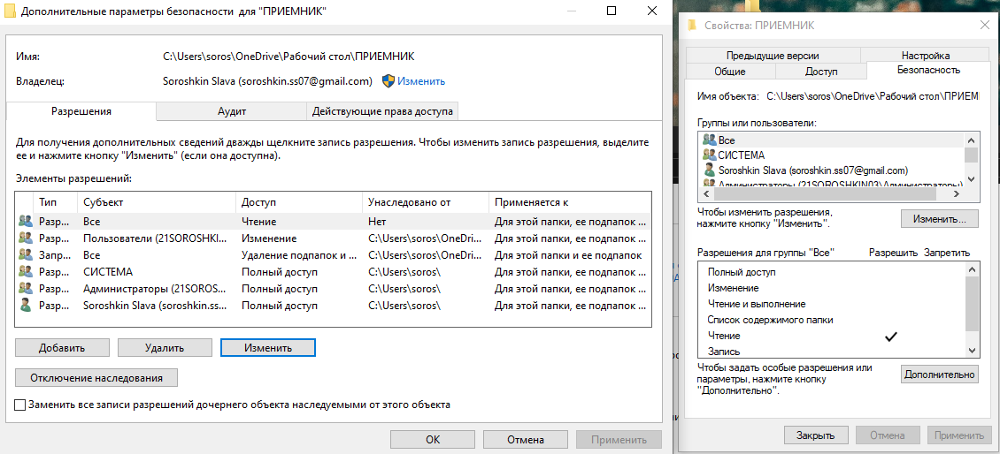 Дополнительные параметры безопасности для "ПРИЕМНИК"
Имя: C:\Users\soros\OneDrive\Рабочий стол\ПРИЕМНИК
Владелец: Soroshkin Slava (soroshkin.ss07@gmail.com) Изменить
Разрешения Аудит Действующие права доступа
Для получения дополнительных сведений дважды щелкните запись разрешения. Чтобы изменить запись разрешения, выделите
ее и нажмите кнопку "Изменить" (если она доступна).
Элементы разрешений:
Тип Субъект Доступ Унаследовано от Применяется к
Разр... Все Чтение Нет Для этой папки, ее подпапок ...
Разр... Пользователи (21SOROSHKI... Изменение C:\Users\soros\OneDri... Для этой папки, ее подпапок ...
Запр... Все Удаление подпапок и ... C:\Users\soros\OneDri... Для этой папки и ее подпапок
Разр... СИСТЕМА Полный доступ C:\Users\soros\ Для этой папки, ее подпапок ...
Разр... Администраторы (21SOROS... Полный доступ C:\Users\soros\ Для этой папки, ее подпапок ...
Разр... Soroshkin Slava (soroshkin.ss... Полный доступ C:\Users\soros\ Для этой папки, ее подпапок ...
Добавить Удалить Изменить
Отключение наследования
Заменить все записи разрешений дочернего объекта наследуемыми от этого объекта
ОК Отмена Применить
Свойства: ПРИЕМНИК
Предыдущие версии Настройка
Общие Доступ Безопасность
Имя объекта: C:\Users\soros\OneDrive\Рабочий стол\ПРИЕМН
Группы или пользователи:
Все
СИСТЕМА
Soroshkin Slava (soroshkin.ss07@gmail.com)
Администраторы (21SOROSHKIN03\Администраторы)
Чтобы изменить разрешения,
нажмите кнопку "Изменить".
Изменить...
Разрешения для группы "Все" Разрешить Запретить
Полный доступ
Изменение
Чтение и выполнение
Список содержимого папки
Чтение
Запись
Чтобы задать особые разрешения или
параметры, нажмите кнопку
"Дополнительно".
Дополнительно
Закрыть Отмена Применить